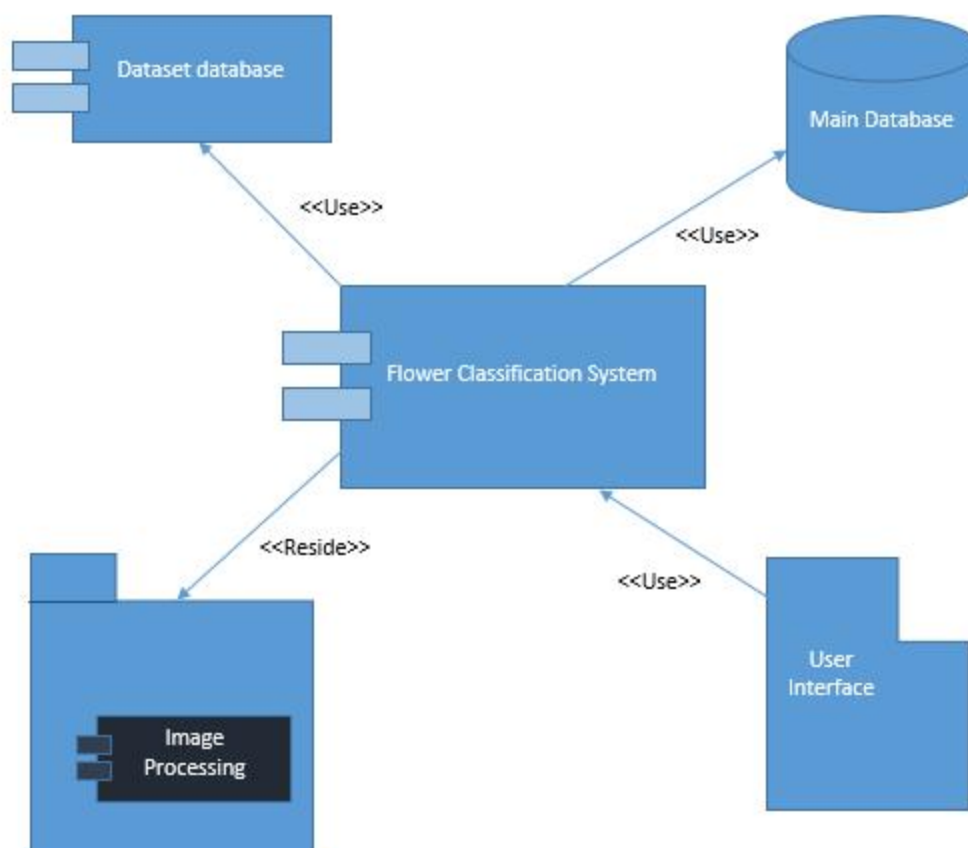 Dataset database
Main Database
<<Use>>
<<Use>>
Flower Classification System
<<Reside>>
<<Use>>
User
Interface
Image
Processing